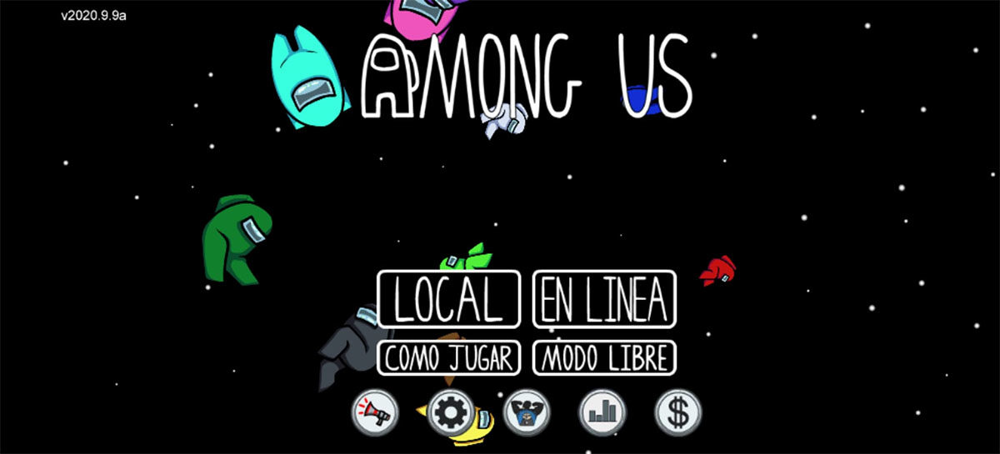 v2020.9.9a
AMONG US
LOCAL
EN LINEA
COMO JUGAR
MODO LIBRE
$